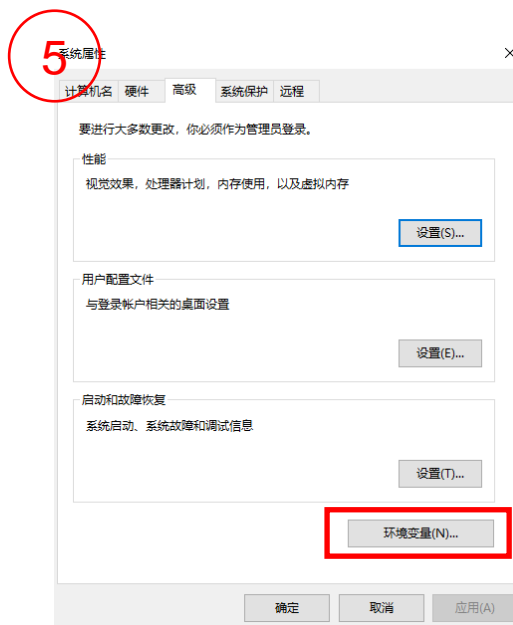 5
系统属性
计算机名 硬件 高级 系统保护 远程
要进行大多数更改，你必须作为管理员登录。
性能
视觉效果，处理器计划，内存使用，以及虚拟内存
设置(S)...
用户配置文件
与登录帐户相关的桌面设置
设置(E)...
启动和故障恢复
系统启动、系统故障和调试信息
设置(T)...
环境变量(N)...
确定 取消 应用(A)